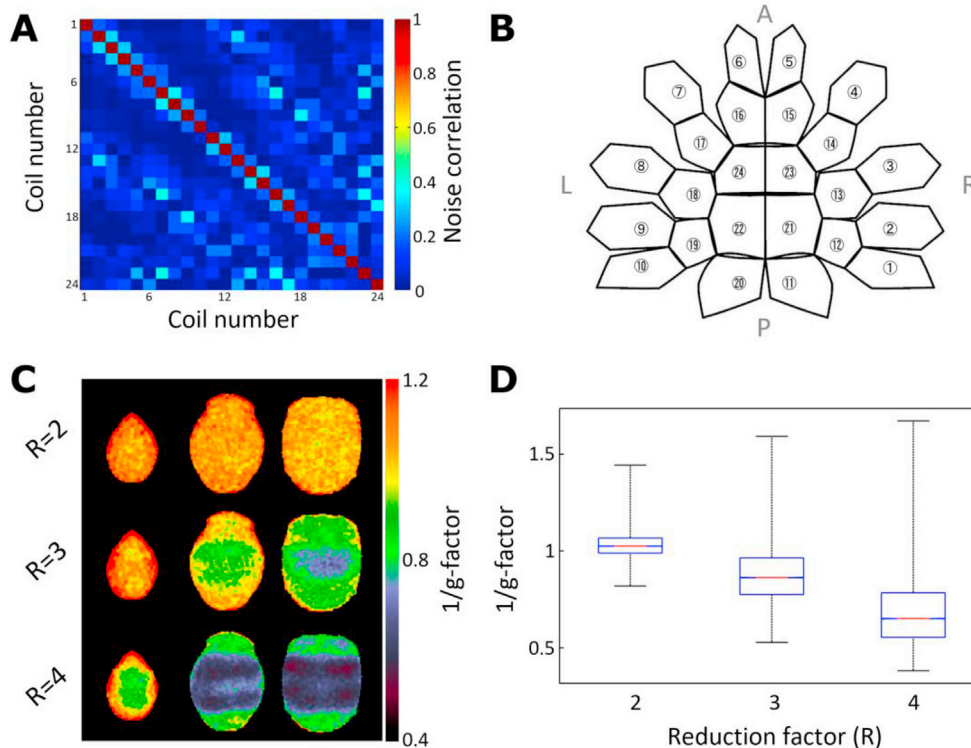 A
1
6
12
18
24
1
6
12
18
24
Coil number
Coil number
1
0.8
0.6
0.4
0.2
0
Noise correlation
B
A
L
R
P
⑥
⑤
⑦
④
⑯
⑮
⑰
⑭
⑧
㉔
㉓
③
⑱
⑬
⑨
㉒
㉑
②
⑲
⑫
⑩
①
⑳
⑪
C
R=2
R=3
R=4
1.2
0.8
0.4
1/g-factor
D
1.5
1
0.5
1/g-factor
2
3
4
Reduction factor (R)